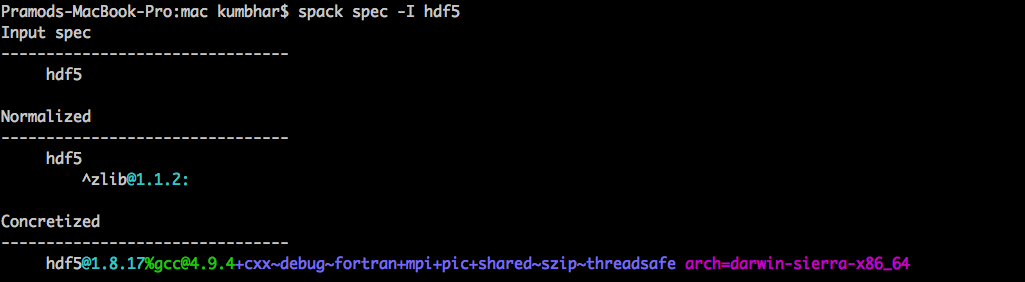 Pramods-MacBook-Pro:mac kumbhar$ spack spec -I hdf5
Input spec
--------------------------------
     hdf5

Normalized
--------------------------------
     hdf5
         ^zlib@1.1.2:

Concretized
--------------------------------
     hdf5@1.8.17%gcc@4.9.4+cxx~debug~fortran+mpi+pic+shared~szip~threadsafe arch=darwin-sierra-x86_64